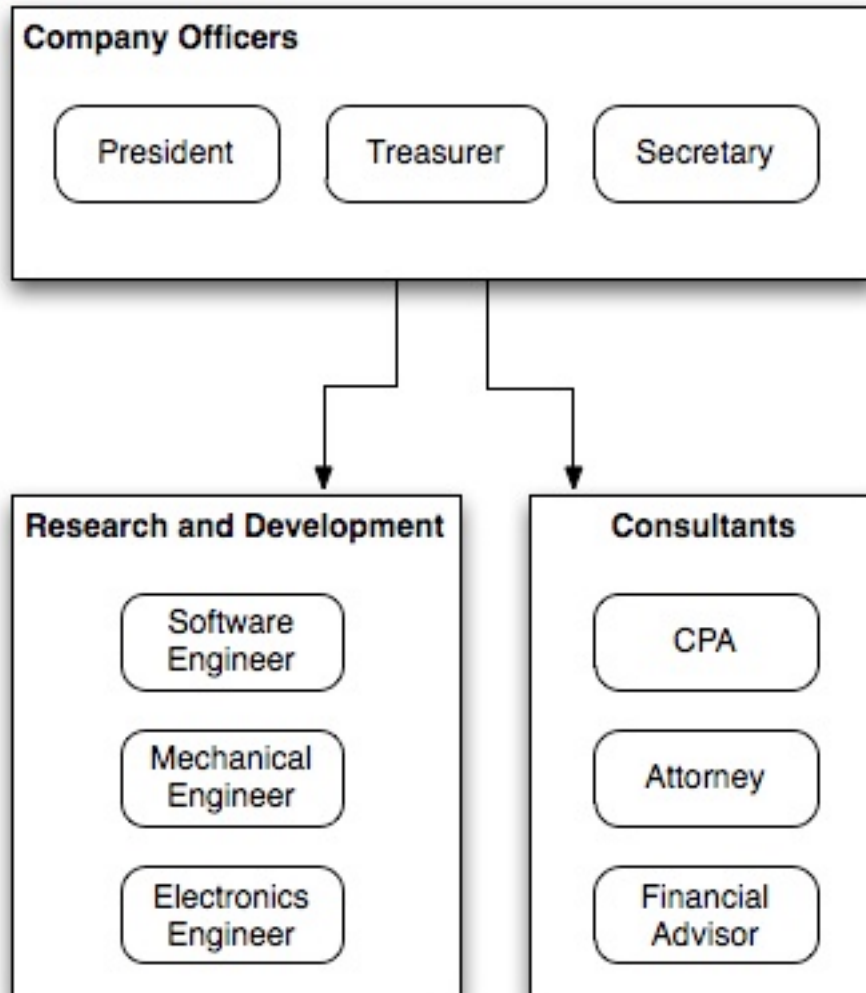 Company Officers
President
Treasurer
Secretary
Research and Development
Software
Engineer
Mechanical
Engineer
Electronics
Engineer
Consultants
CPA
Attorney
Financial
Advisor